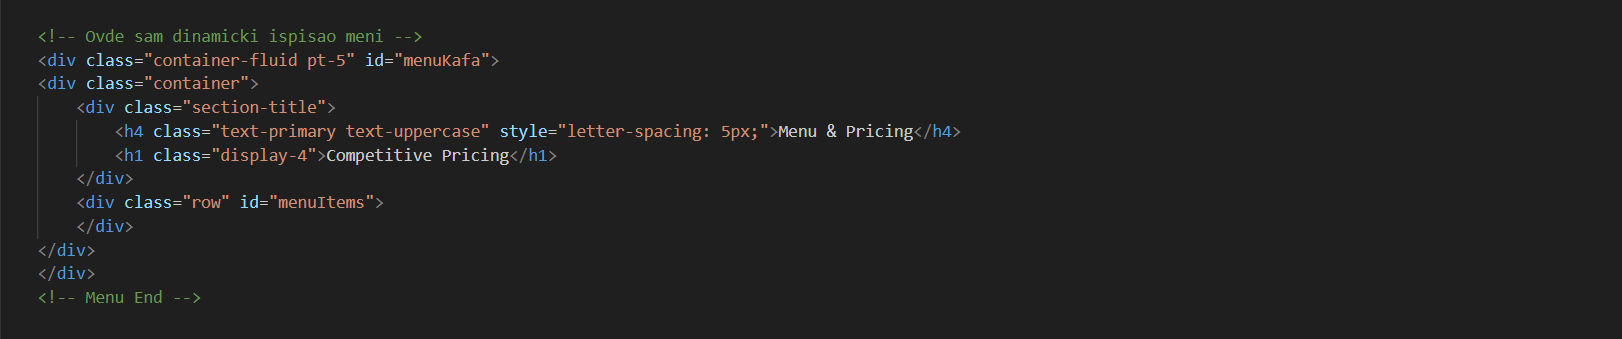 <!-- Ovde sam dinamicki ispisao meni -->
<div class="container-fluid pt-5" id="menuKafa">
<div class="container">
    <div class="section-title">
        <h4 class="text-primary text-uppercase" style="letter-spacing: 5px;">Menu & Pricing</h4>
        <h1 class="display-4">Competitive Pricing</h1>
    </div>
    <div class="row" id="menuItems">
    </div>
</div>
</div>
<!-- Menu End -->